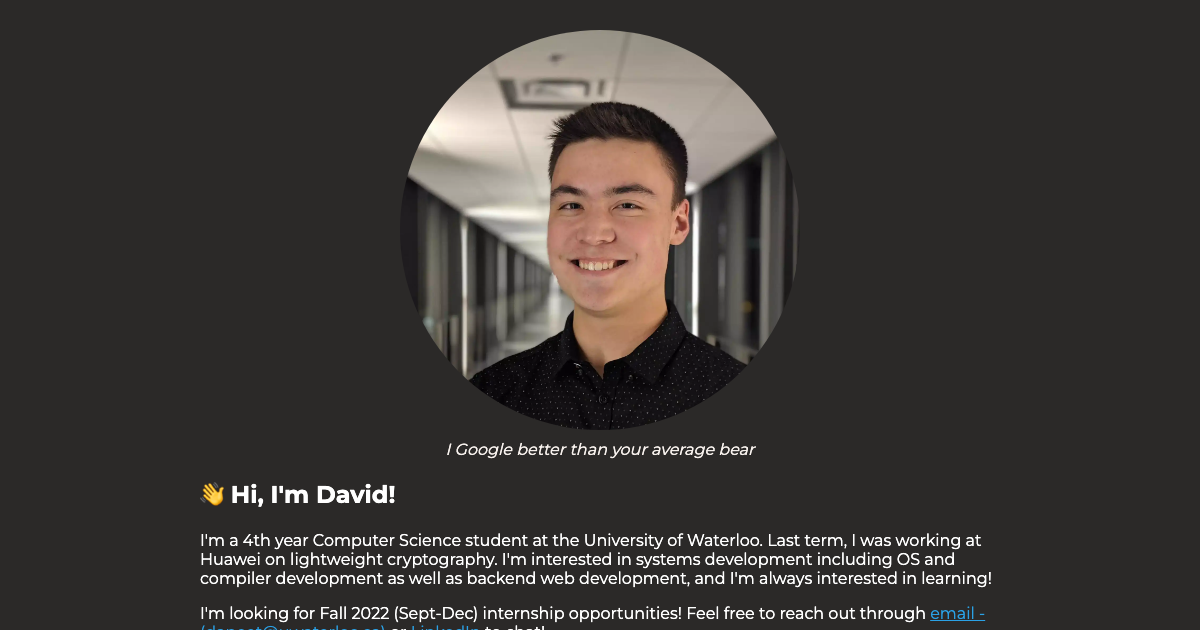 I Google better than your average bear
👋 Hi, I'm David!
I'm a 4th year Computer Science student at the University of Waterloo. Last term, I was working at
Huawei on lightweight cryptography. I'm interested in systems development including OS and
compiler development as well as backend web development, and I'm always interested in learning!
I'm looking for Fall 2022 (Sept-Dec) internship opportunities! Feel free to reach out through email -
or LinkedIn to chat!